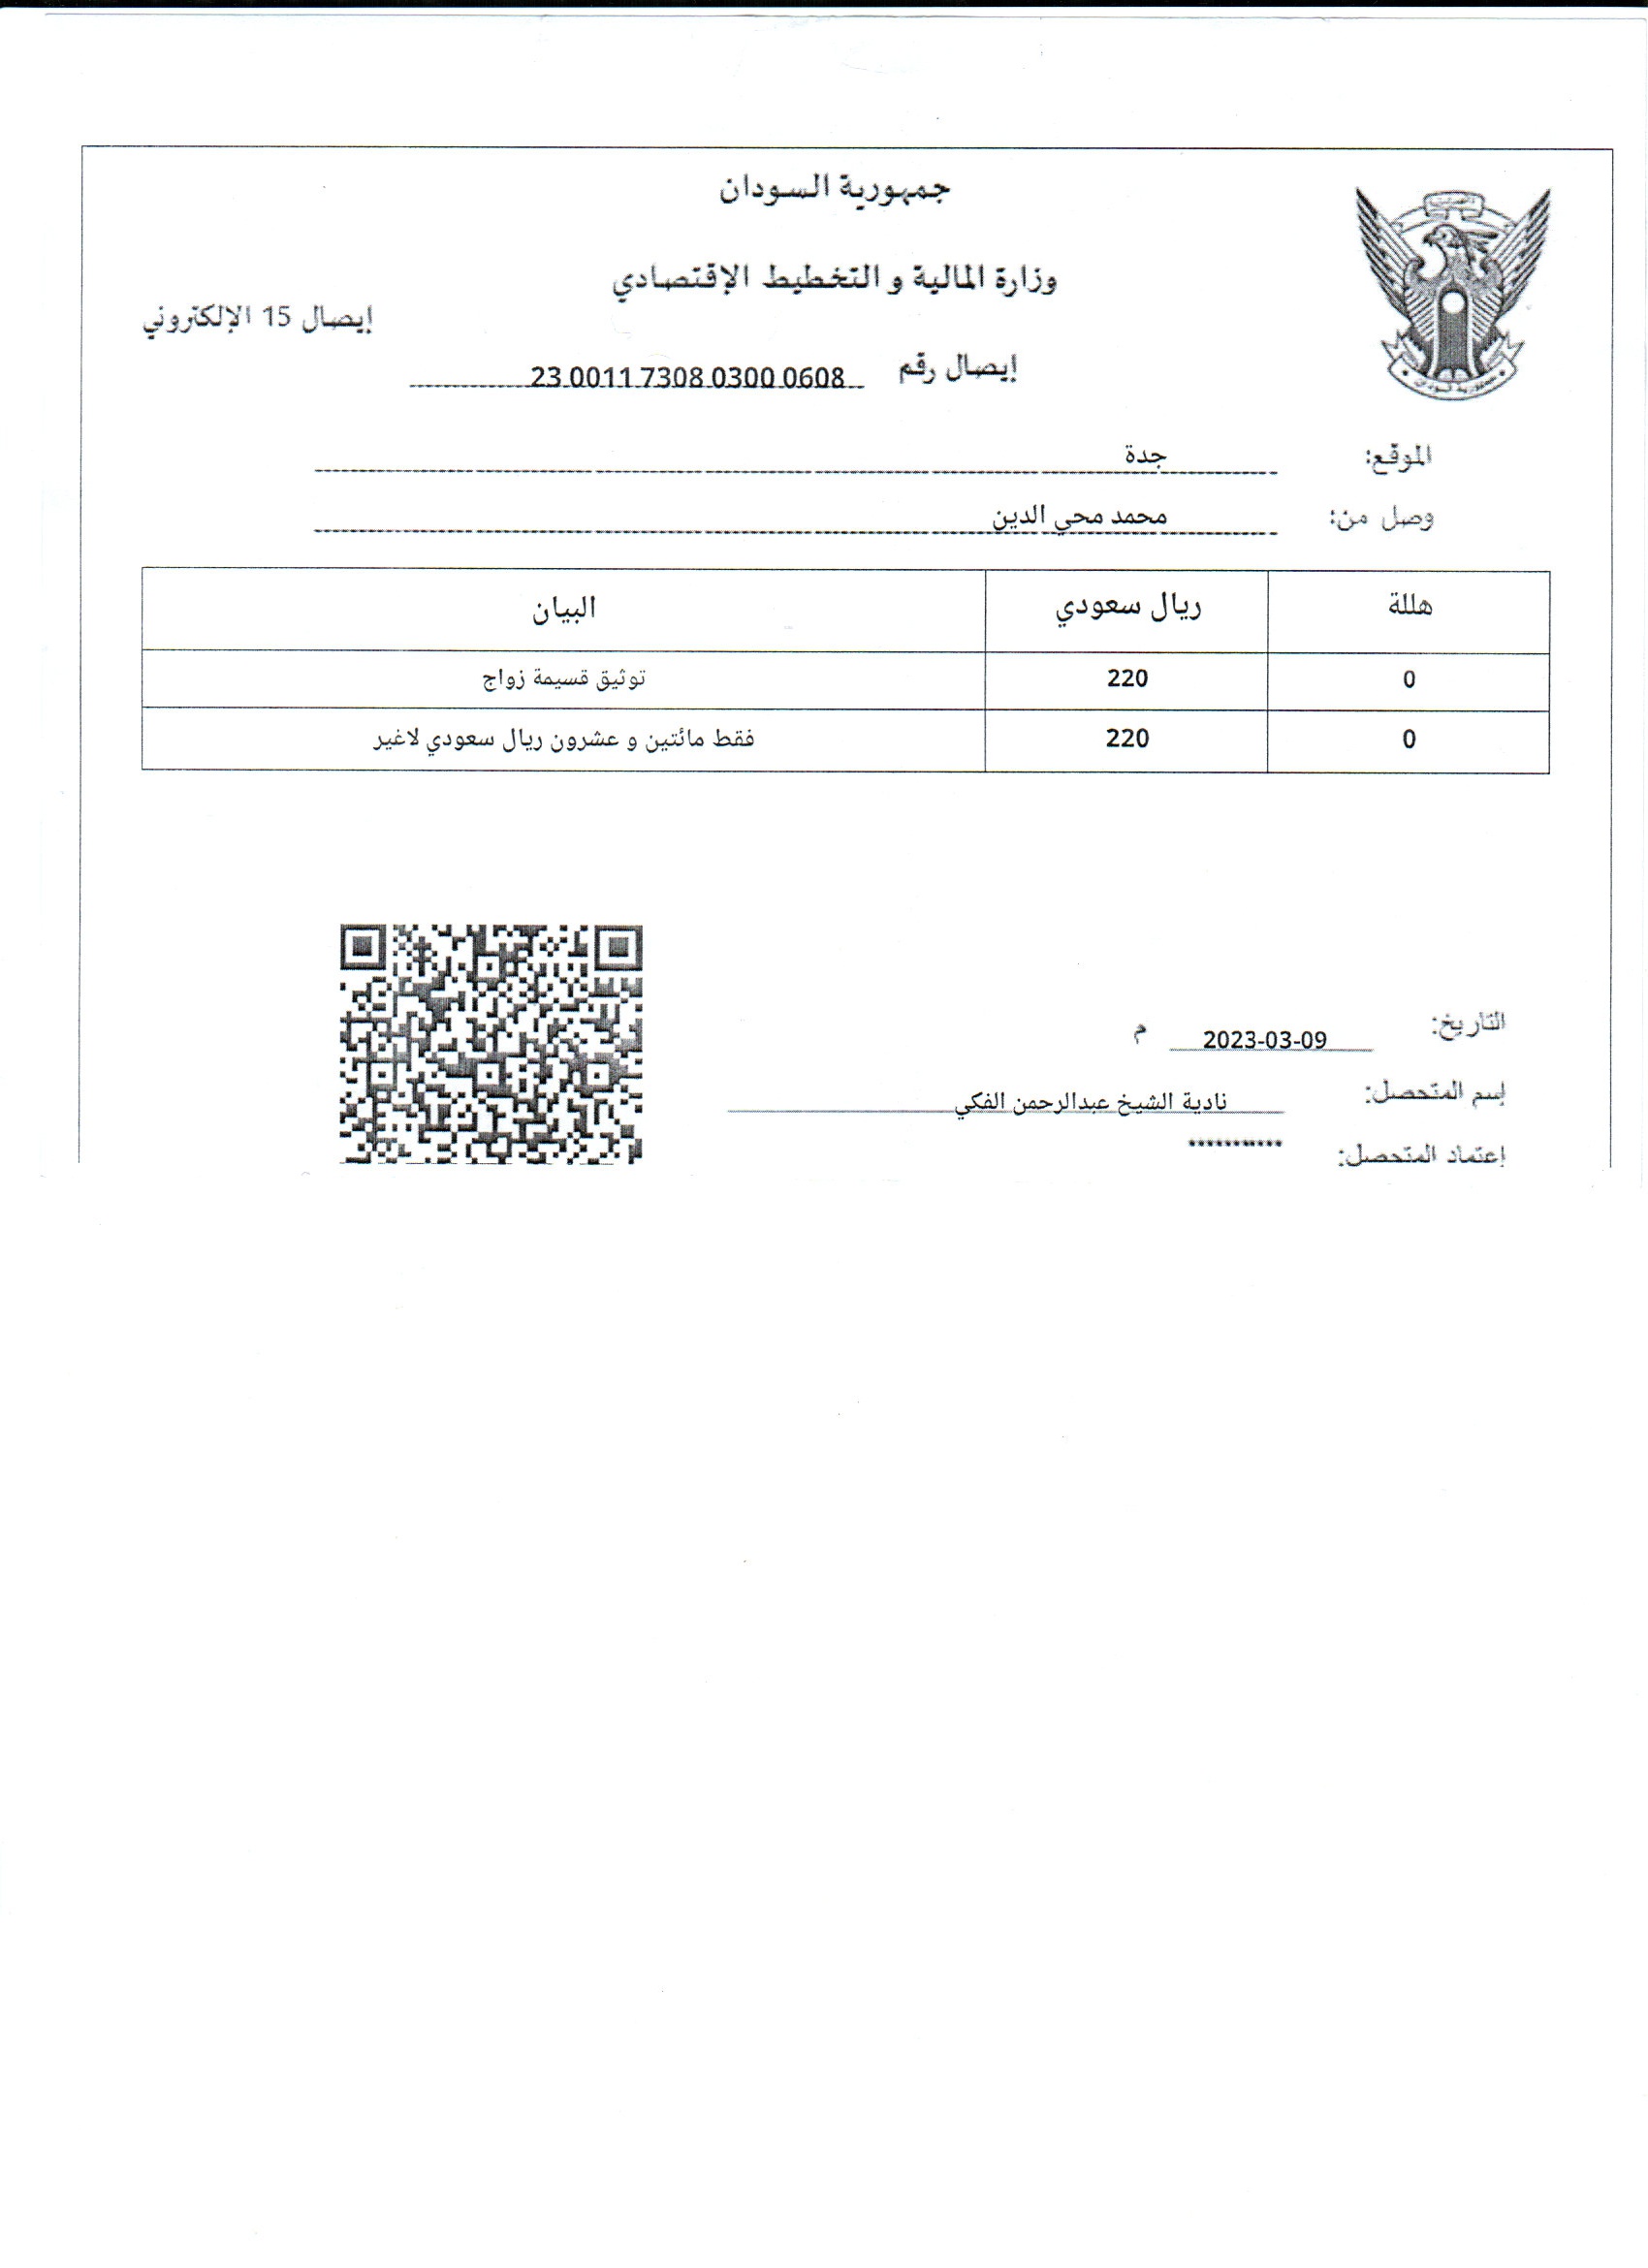 جمهورية السودان
وزارة المالية و التخطيط الإقتصادي
إيصال 15 الإلكتروني
إيصال رقم 23 0011 7308 0300 0608
الموقع: جدة
وصل من: محمد محي الدين
هللة ريال سعودي البيان
0 220 توثيق قسيمة زواج
0 220 فقط مائتين و عشرون ريال سعودي لاغير
التاريخ: 2023-03-09 م
إسم المتحصل: نادية الشيخ عبدالرحمن الفكي
إعتماد المتحصل: ***********